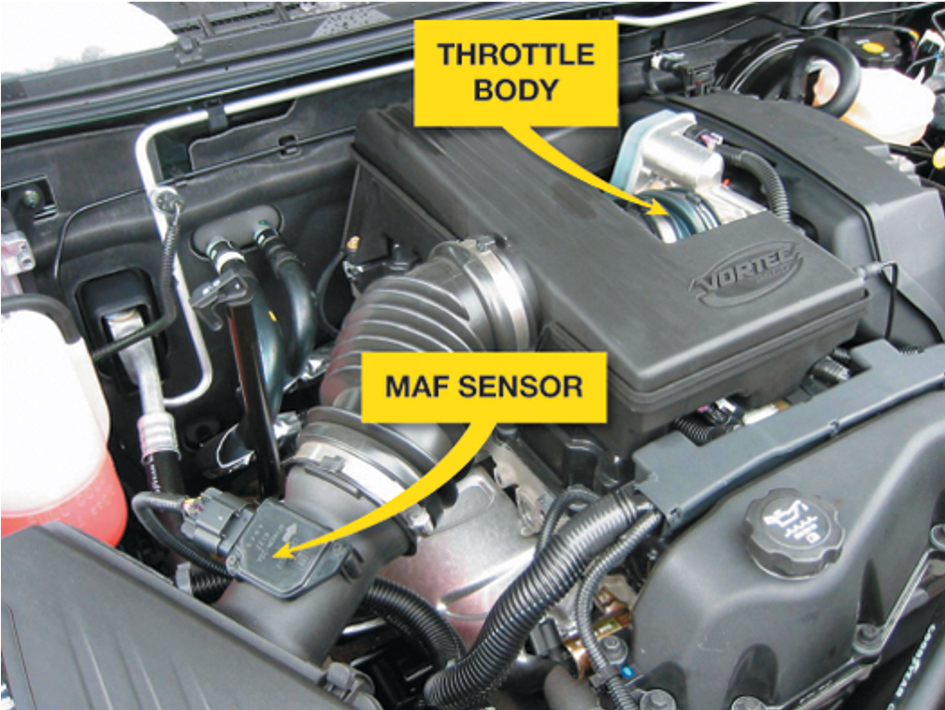 THROTTLE
BODY
VORTEC
MAF SENSOR